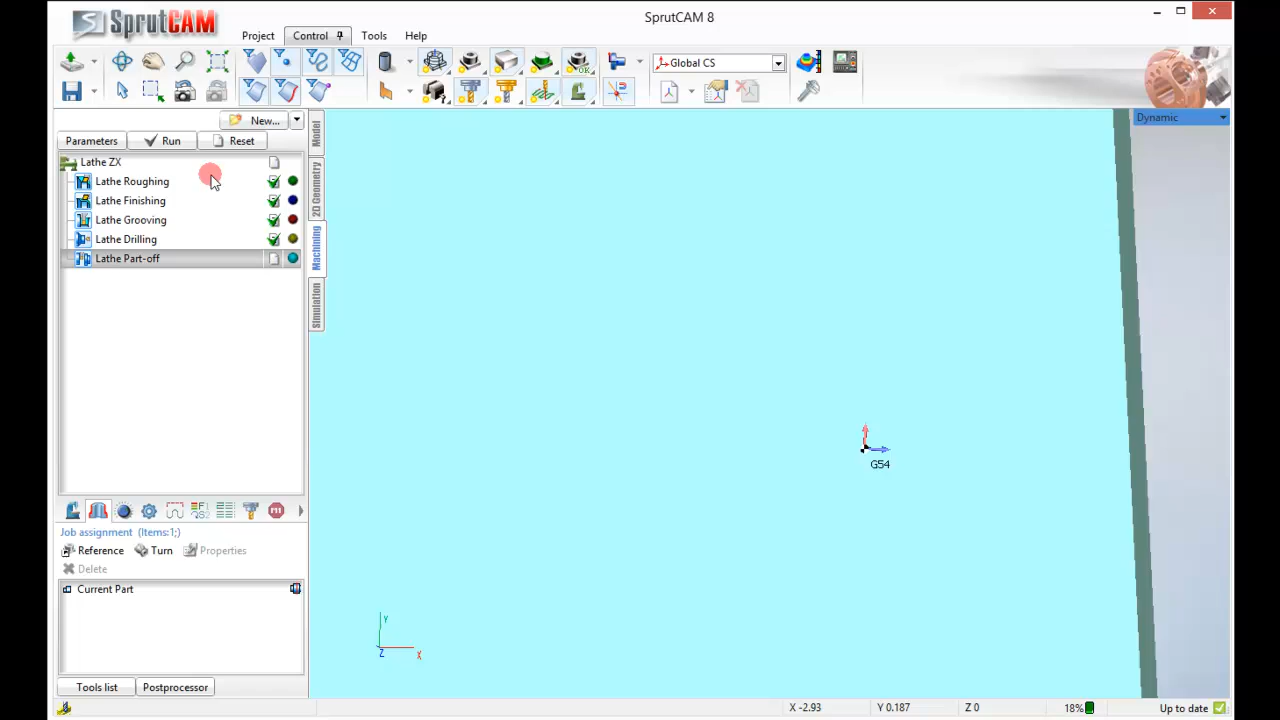 SprutCAM 8
SprutCAM
Project Control Tools Help
Global CS
New...
Parameters Run Reset
Lathe ZX
Lathe Roughing
Lathe Finishing
Lathe Grooving
Lathe Drilling
Lathe Part-off
Model
2D Geometry
Machining
Simulation
Dynamic
G54
Y
X
Z
Job assignment (Items:1;)
Reference Turn Properties
Delete
Current Part
Tools list Postprocessor
X -2.93 Y 0.187 Z 0 18% Up to date